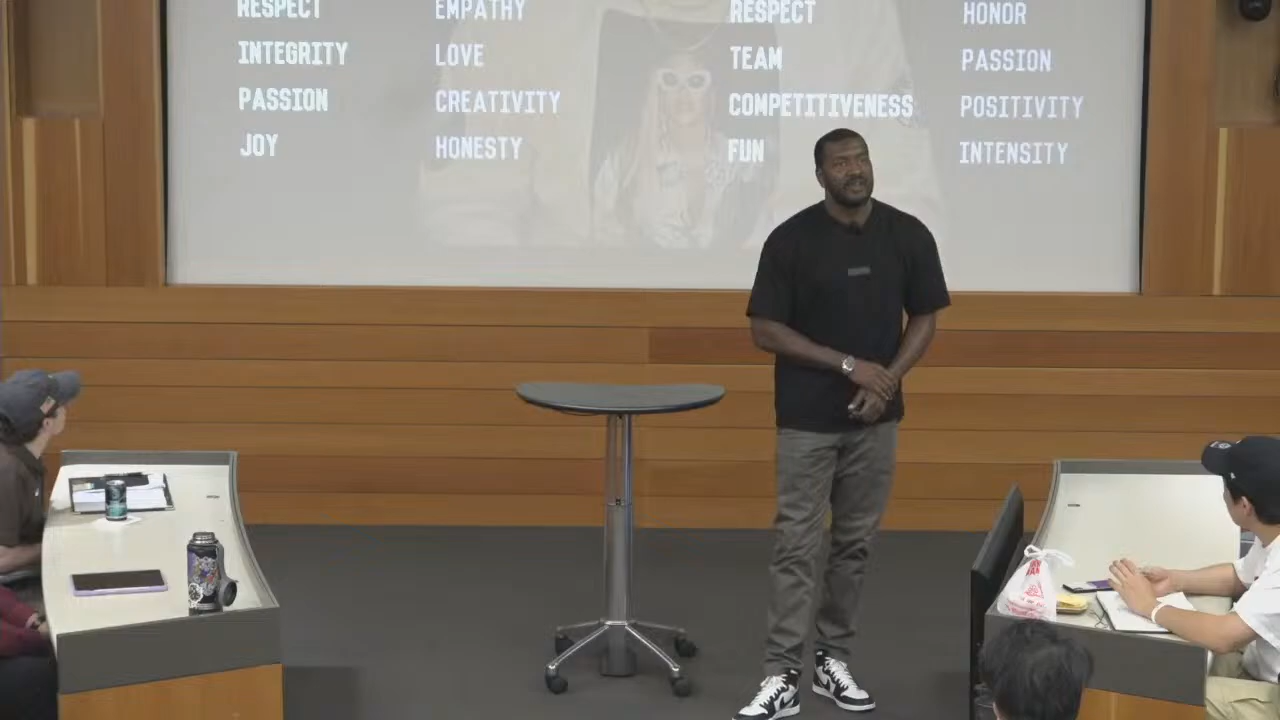 RESPECT EMPATHY RESPECT HONOR
INTEGRITY LOVE TEAM PASSION
PASSION CREATIVITY COMPETITIVENESS POSITIVITY
JOY HONESTY FUN INTENSITY